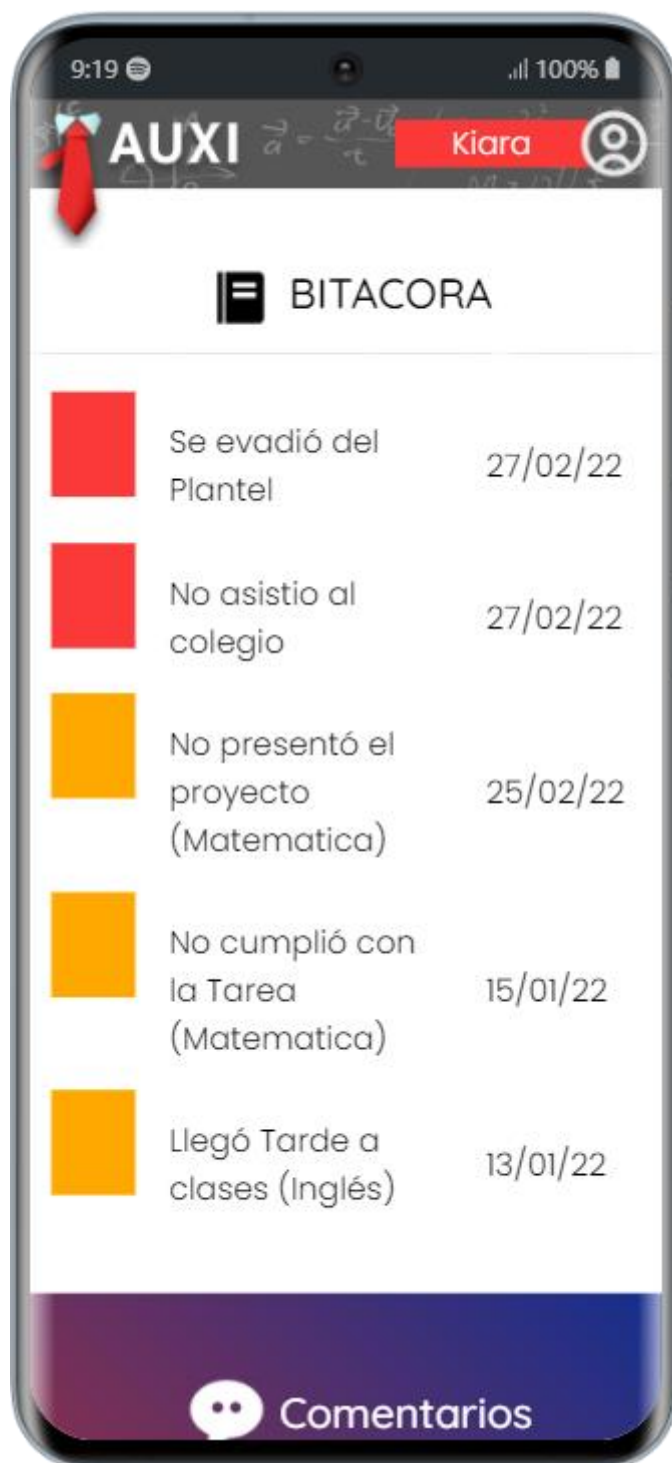 9:19 100%
AUXI Kiara
BITACORA
Se evadió del
Plantel
27/02/22
No asistio al
colegio
27/02/22
No presentó el
proyecto
(Matematica)
25/02/22
No cumplió con
la Tarea
(Matematica)
15/01/22
Llegó Tarde a
clases (Inglés)
13/01/22
Comentarios